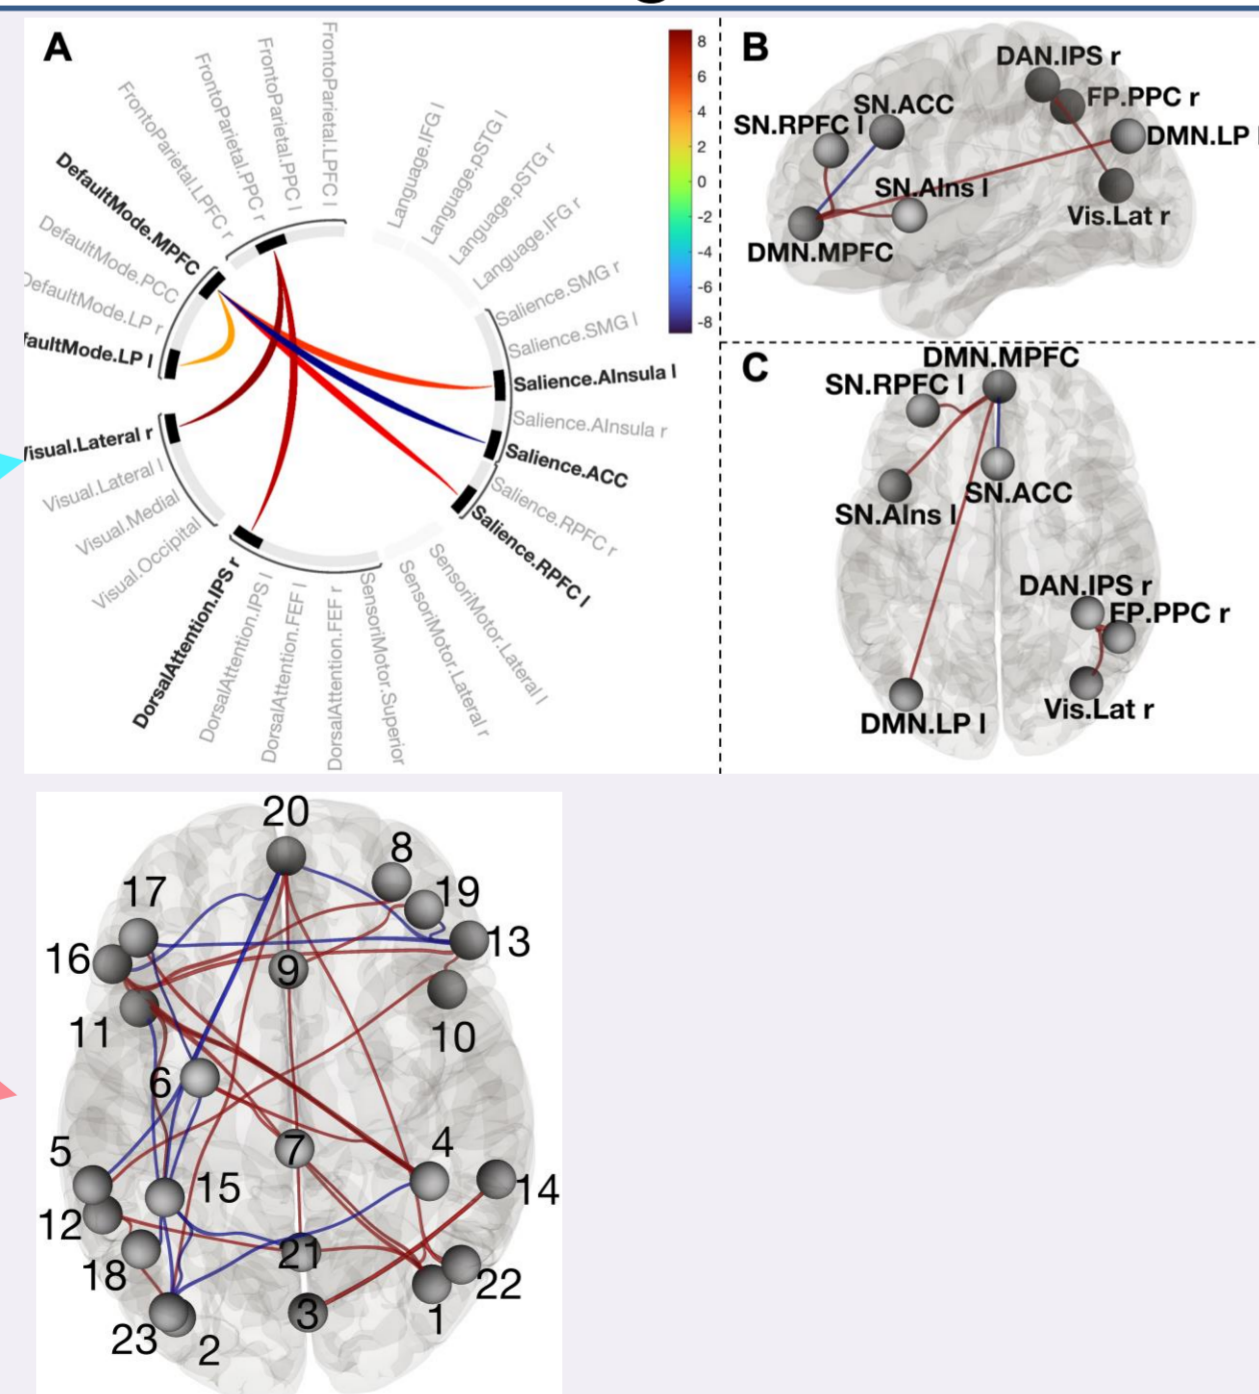 A
FrontoParietal.LPFC r
FrontoParietal.PPC r
FrontoParietal.PPC l
FrontoParietal.LPFC l
Language.IFG l
Language.pSTG l
Language.pSTG r
Language.IFG r
Salience.SMG r
Salience.SMG l
Salience.AInsula l
Salience.AInsula r
Salience.ACC
Salience.RPFC r
Salience.RPFC l
SensoriMotor.Lateral l
SensoriMotor.Lateral r
SensoriMotor.Superior
DorsalAttention.FEF r
DorsalAttention.FEF l
DorsalAttention.IPS l
DorsalAttention.IPS r
Visual.Occipital
Visual.Medial
Visual.Lateral l
Visual.Lateral r
faultMode.LP l
DefaultMode.LP r
DefaultMode.PCC
DefaultMode.MPFC
8
6
4
2
0
-2
-4
-6
-8
B
DAN.IPS r
FP.PPC r
SN.ACC
SN.RPFC l
DMN.LP
SN.AIns l
Vis.Lat r
DMN.MPFC
C
DMN.MPFC
SN.RPFC l
SN.ACC
SN.AIns l
DAN.IPS r
FP.PPC r
Vis.Lat r
DMN.LP l
20
8
17
19
13
16
9
11
10
6
5
7
4
15
14
12
21
18
22
3
1
23
2